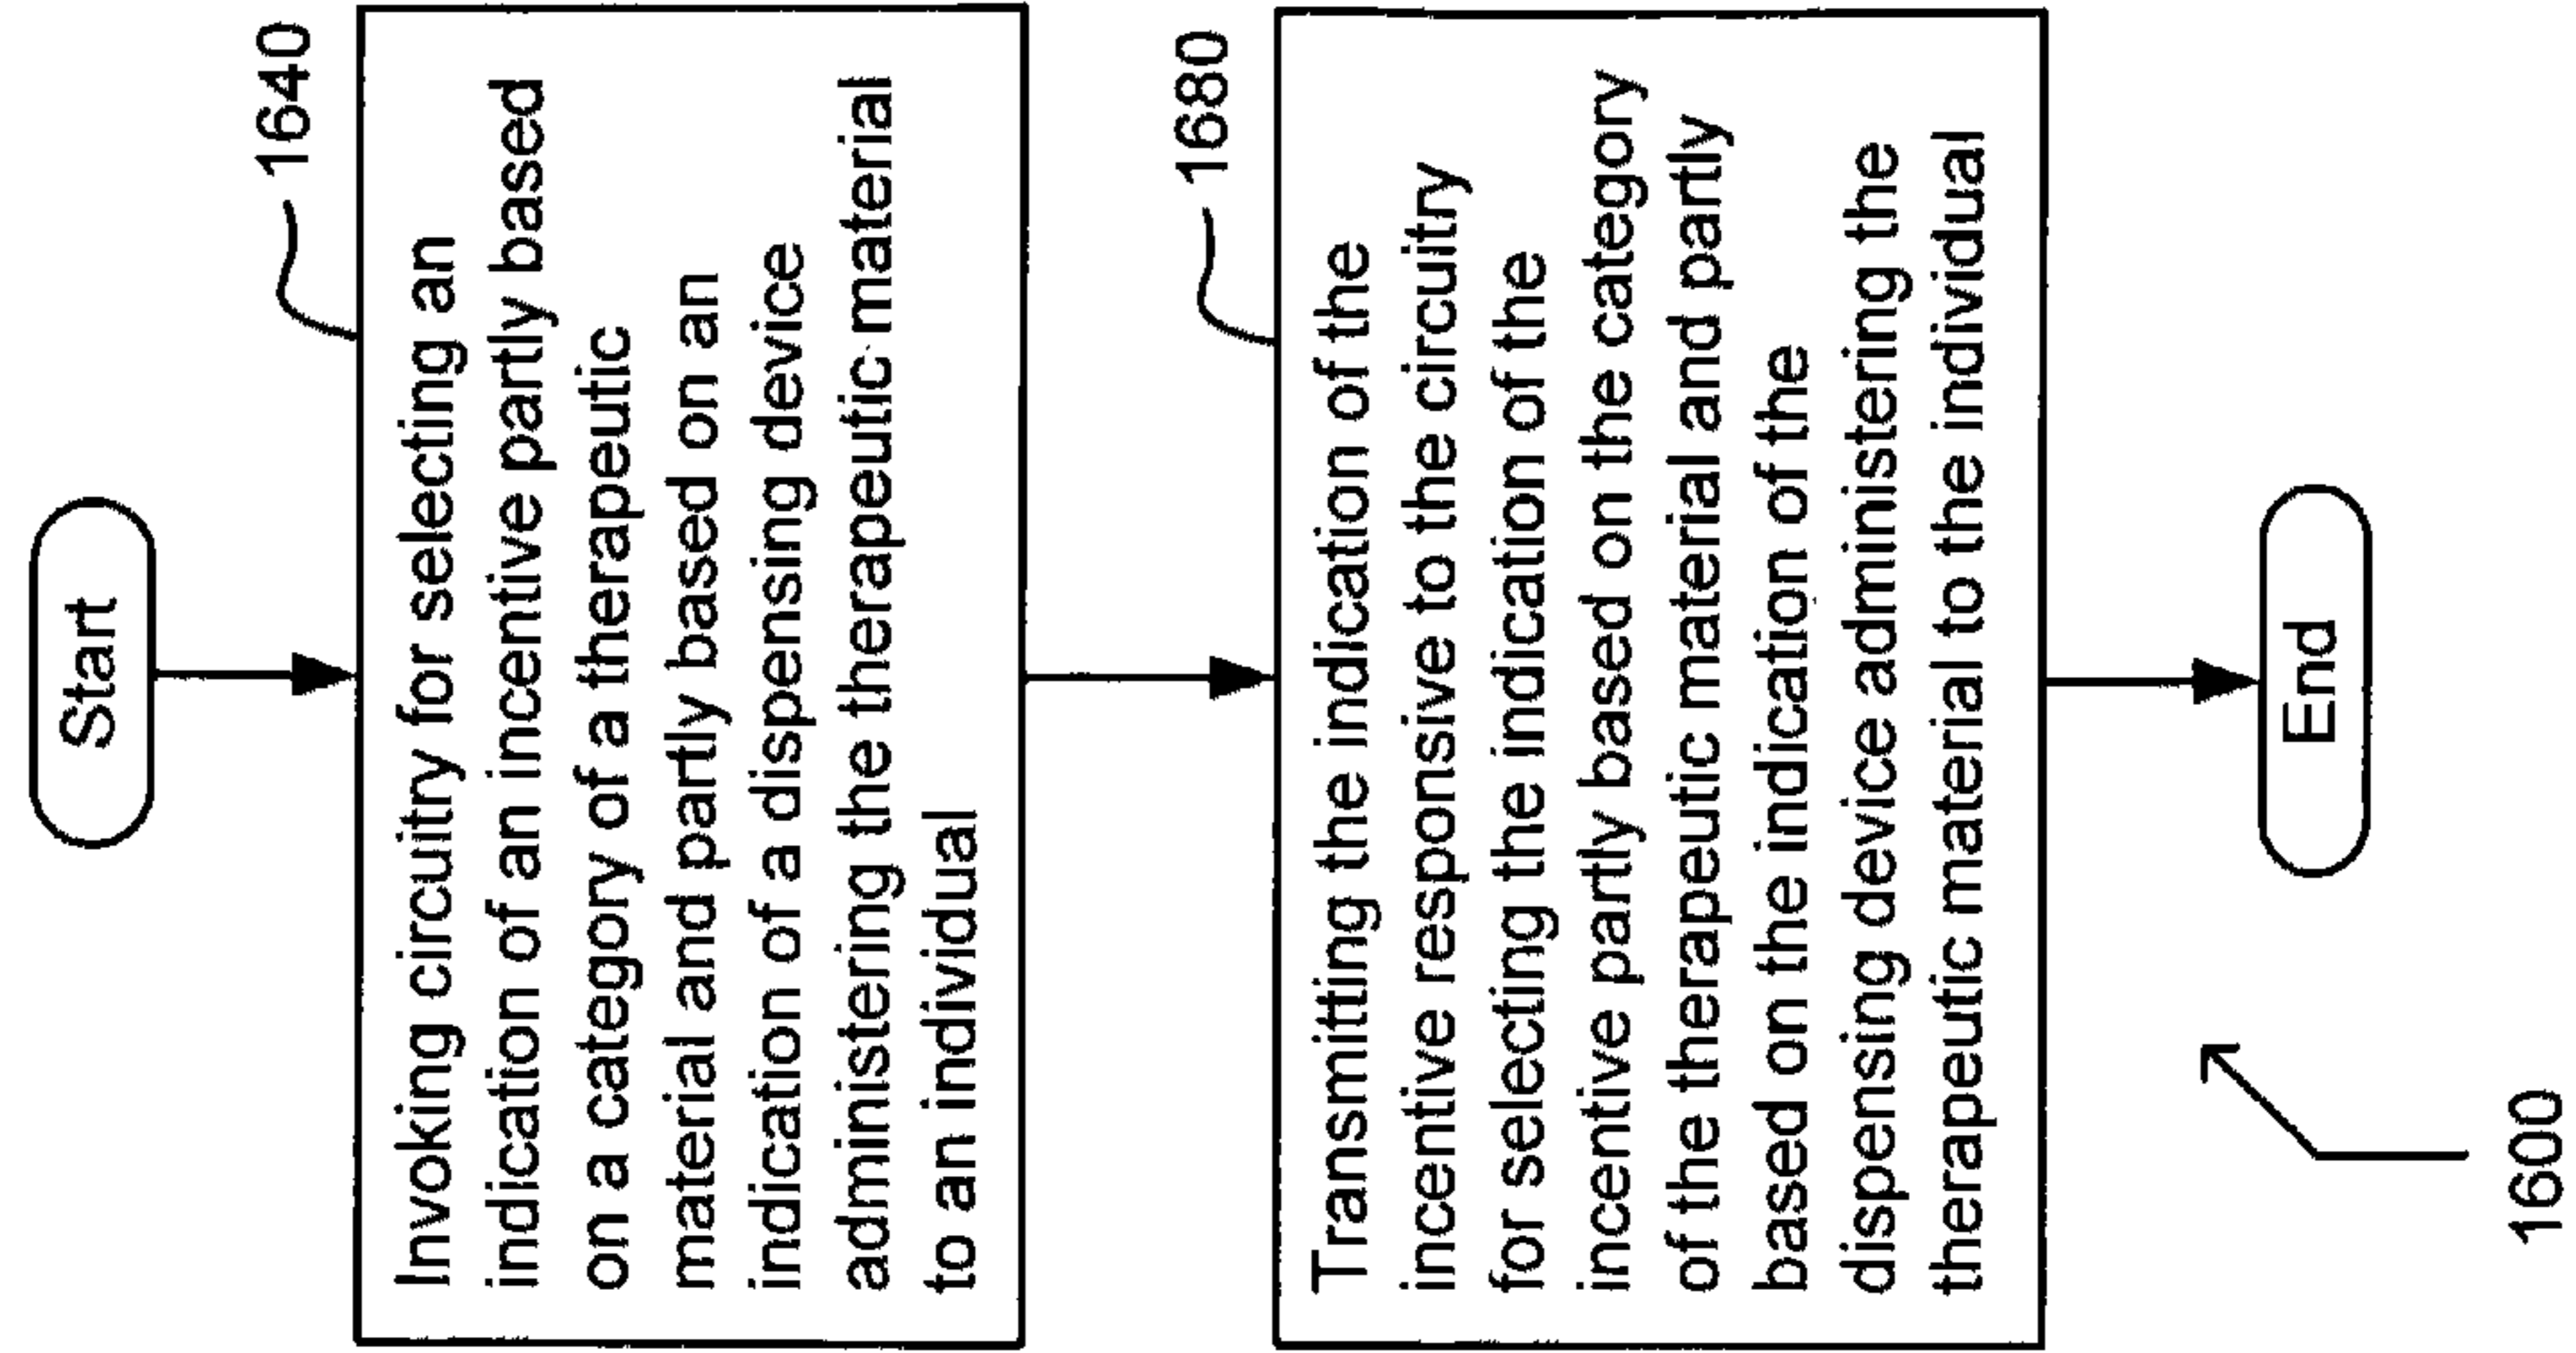 Start
1640
Invoking circuitry for selecting an
indication of an incentive partly based
on a category of a therapeutic
material and partly based on an
indication of a dispensing device
administering the therapeutic material
to an individual
1680
Transmitting the indication of the
incentive responsive to the circuitry
for selecting the indication of the
incentive partly based on the category
of the therapeutic material and partly
based on the indication of the
dispensing device administering the
therapeutic material to the individual
End
1600